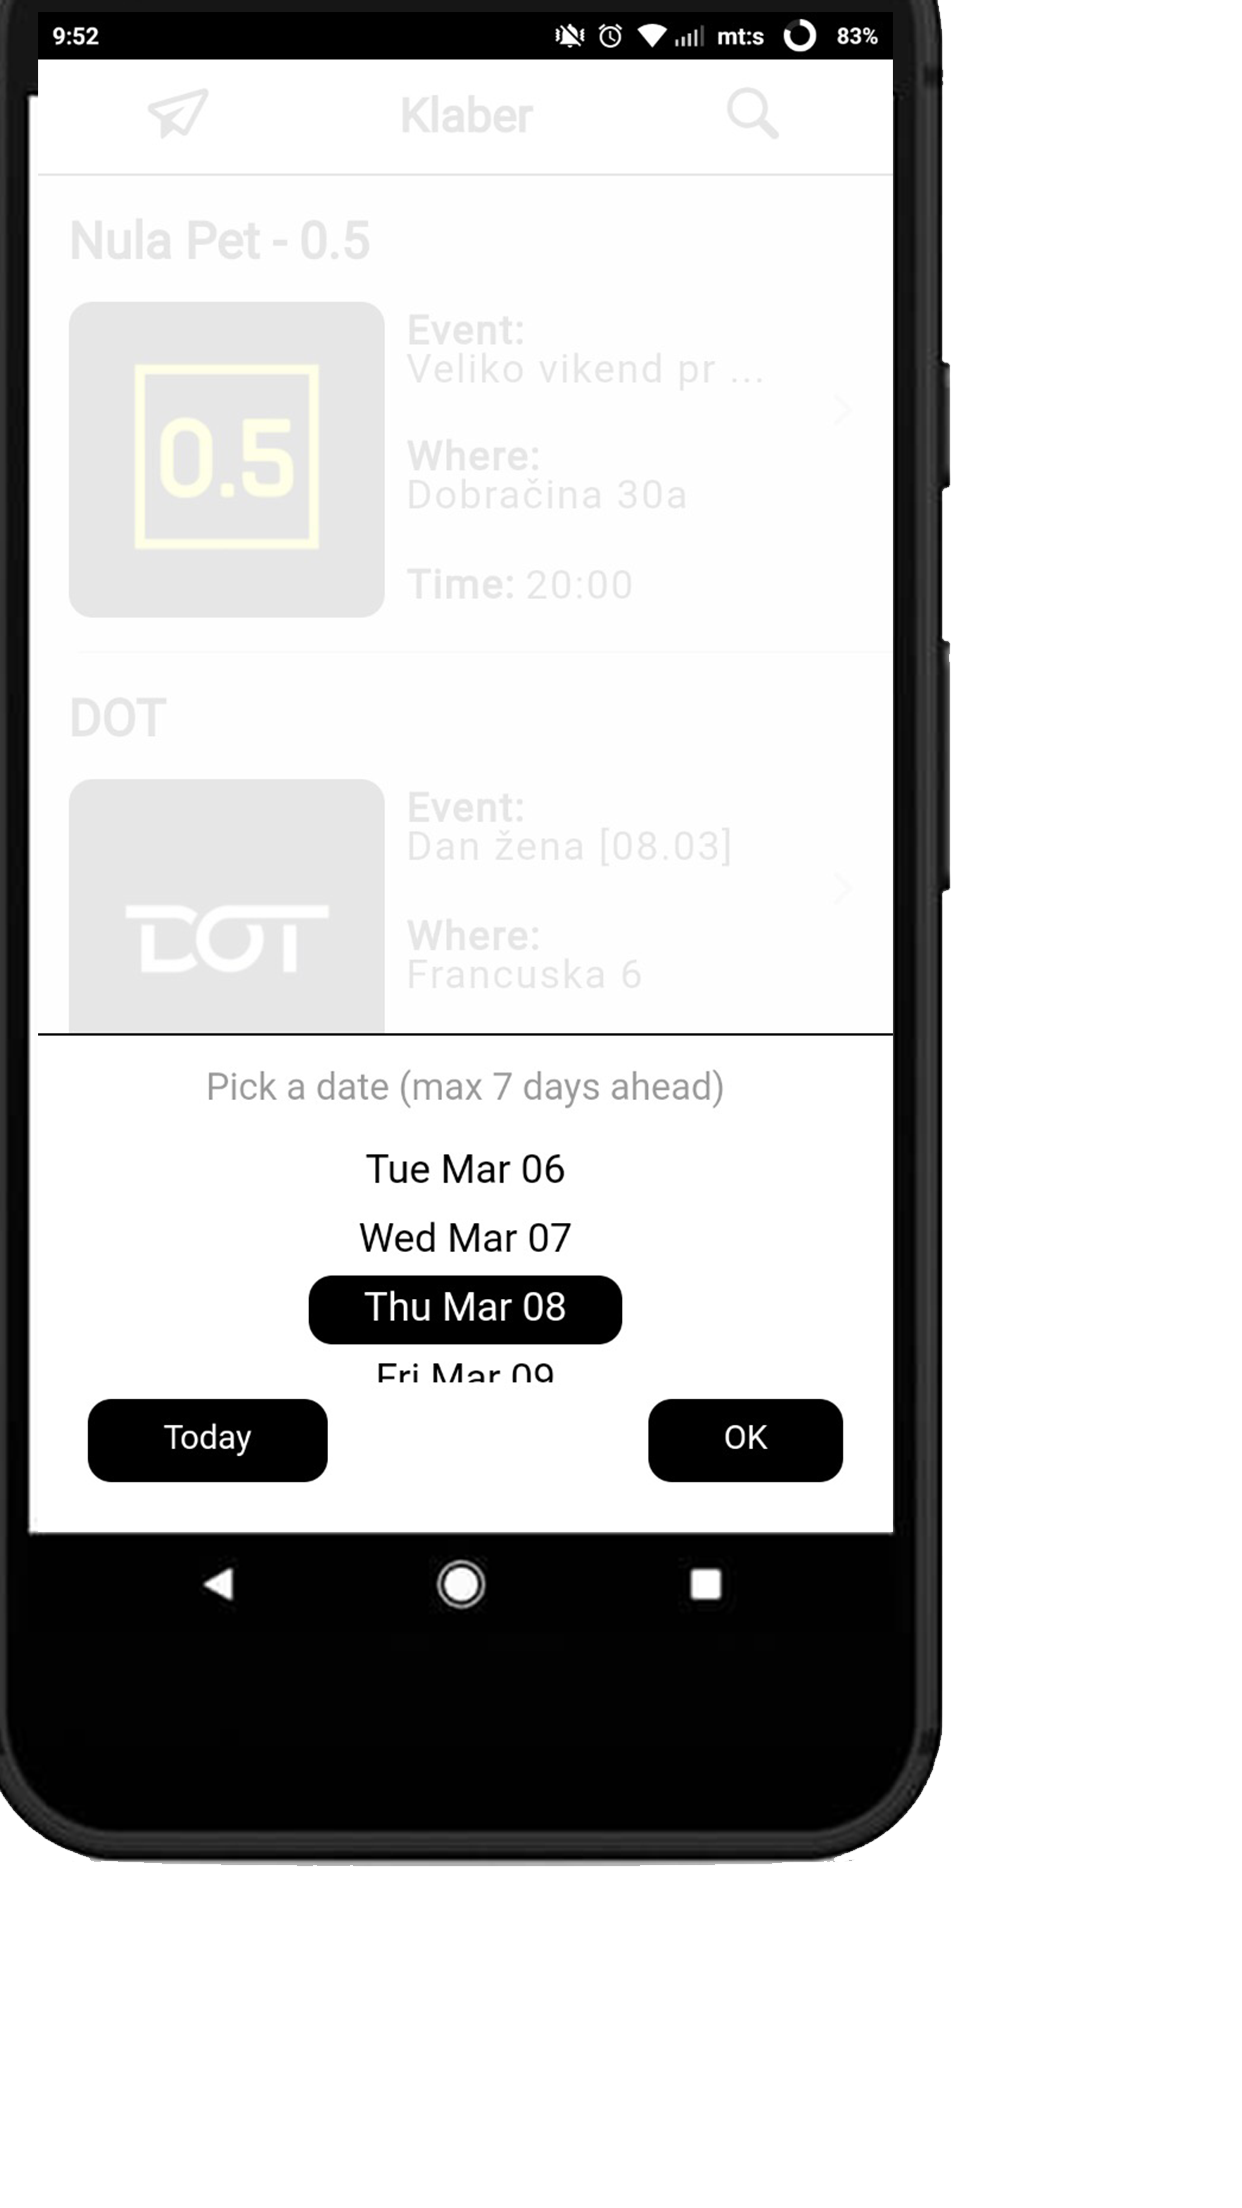 9:52 mt:s 83%
Klaber
Nula Pet - 0.5
0.5
Event:
Veliko vikend pr ...
Where:
Dobračina 30a
Time: 20:00
DOT
DOT
Event:
Dan žena [08.03]
Where:
Francuska 6
Pick a date (max 7 days ahead)
Tue Mar 06
Wed Mar 07
Thu Mar 08
Fri Mar 09
Today OK